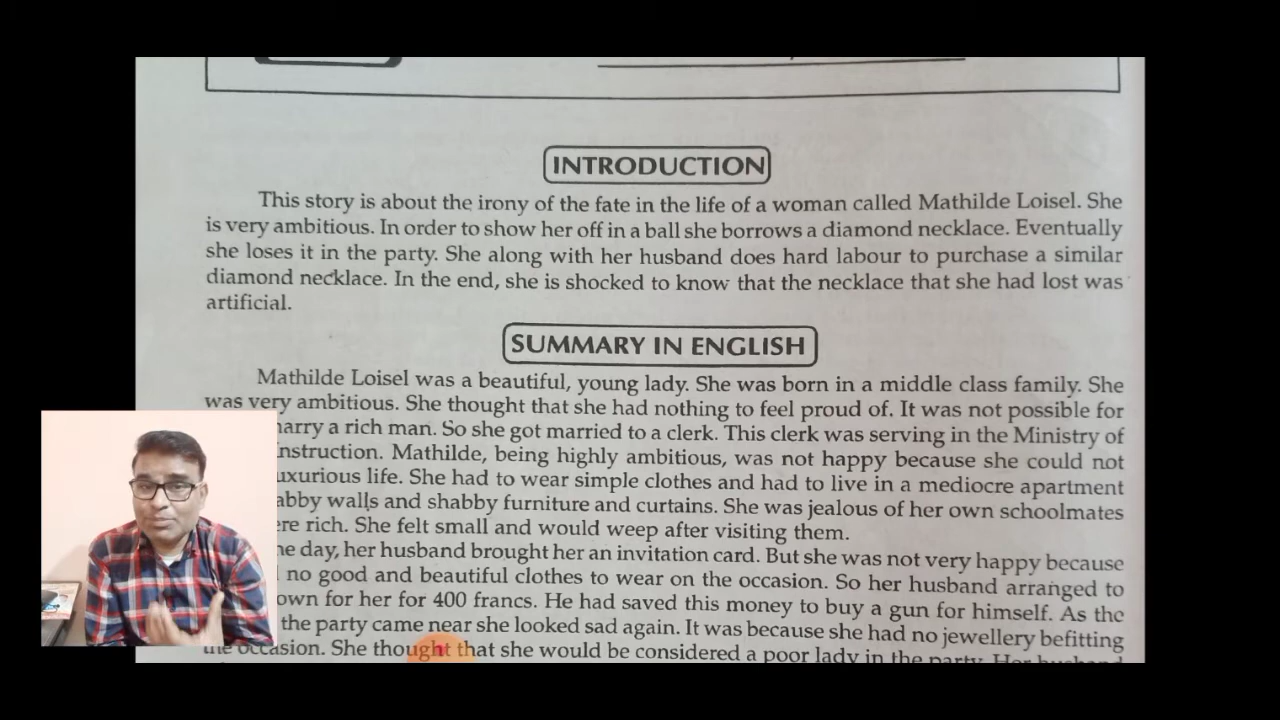 INTRODUCTION
This story is about the irony of the fate in the life of a woman called Mathilde Loisel. She
is very ambitious. In order to show her off in a ball she borrows a diamond necklace. Eventually
she loses it in the party. She along with her husband does hard labour to purchase a similar
diamond necklace. In the end, she is shocked to know that the necklace that she had lost was
artificial.
SUMMARY IN ENGLISH
Mathilde Loisel was a beautiful, young lady. She was born in a middle class family. She
was very ambitious. She thought that she had nothing to feel proud of. It was not possible for
arry a rich man. So she got married to a clerk. This clerk was serving in the Ministry of
nstruction. Mathilde, being highly ambitious, was not happy because she could not
uxurious life. She had to wear simple clothes and had to live in a mediocre apartment
abby walls and shabby furniture and curtains. She was jealous of her own schoolmates
ere rich. She felt small and would weep after visiting them.
ne day, her husband brought her an invitation card. But she was not very happy because
no good and beautiful clothes to wear on the occasion. So her husband arranged to
own for her for 400 francs. He had saved this money to buy a gun for himself. As the
the party came near she looked sad again. It was because she had no jewellery befitting
the occasion. She thought that she would be considered a poor lady in the party. Her husband